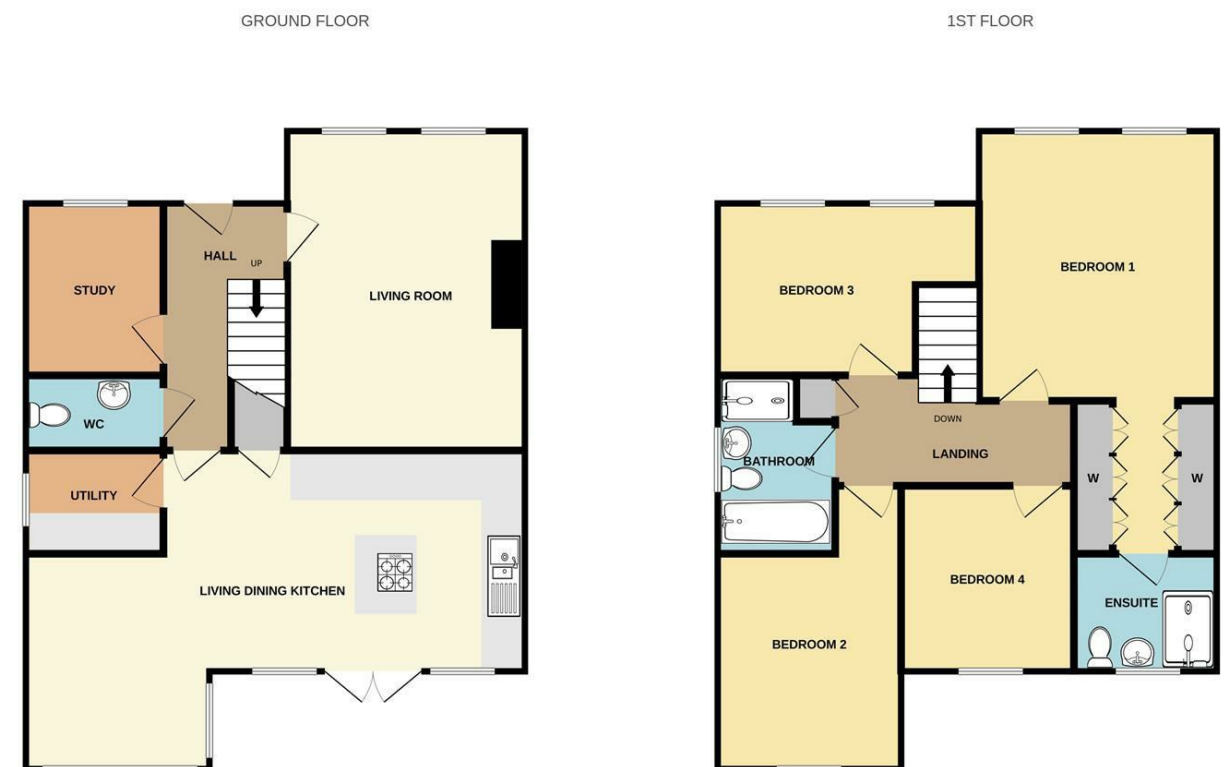 GROUND FLOOR
1ST FLOOR
HALL
UP
STUDY
LIVING ROOM
WC
UTILITY
LIVING DINING KITCHEN
BEDROOM 1
BEDROOM 3
DOWN
LANDING
BATHROOM
W
W
BEDROOM 4
ENSUITE
BEDROOM 2